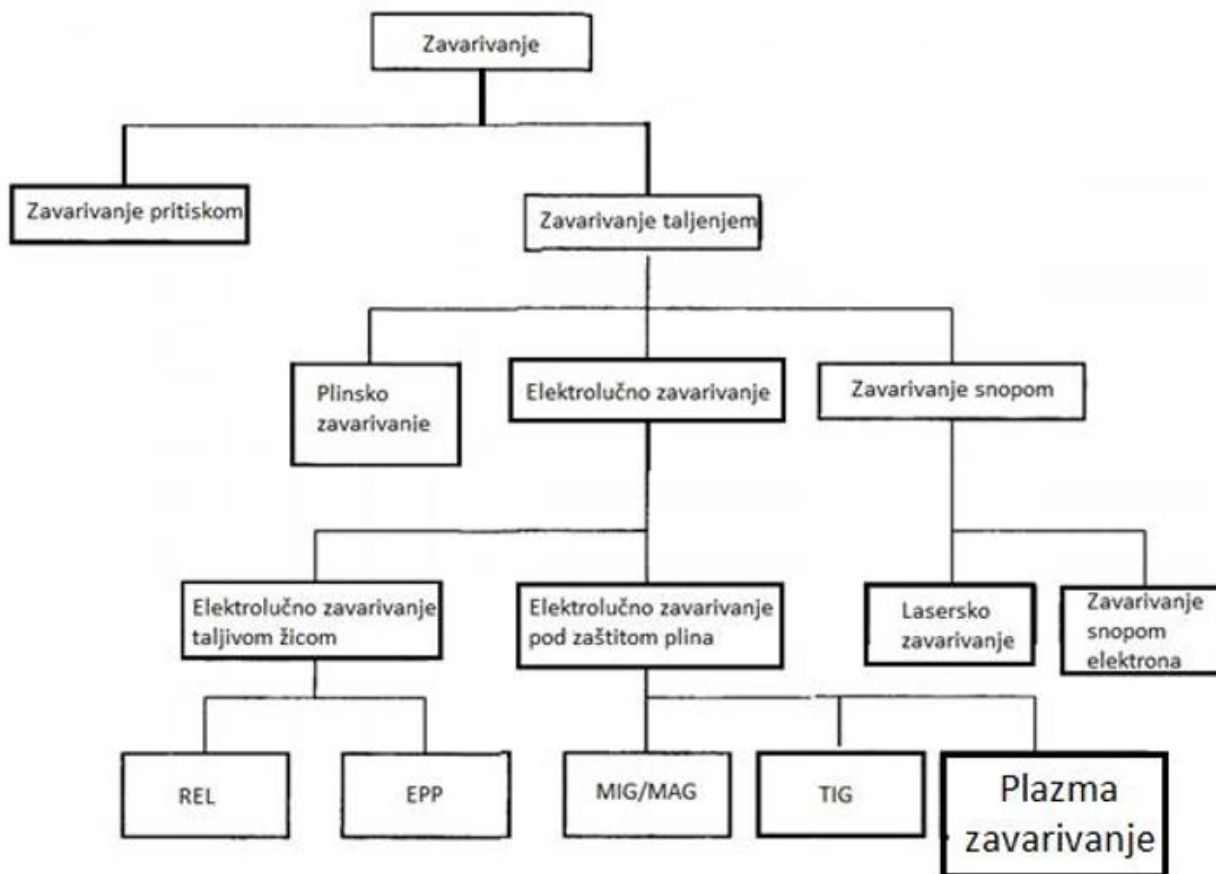 Zavarivanje
Zavarivanje pritiskom
Zavarivanje taljenjem
Plinsko
zavarivanje
Elektrolučno zavarivanje
Zavarivanje snopom
Elektrolučno zavarivanje
taljivom žicom
Elektrolučno zavarivanje
pod zaštitom plina
Lasersko
zavarivanje
Zavarivanje
snopom
elektrona
REL
EPP
MIG/MAG
TIG
Plazma
zavarivanje